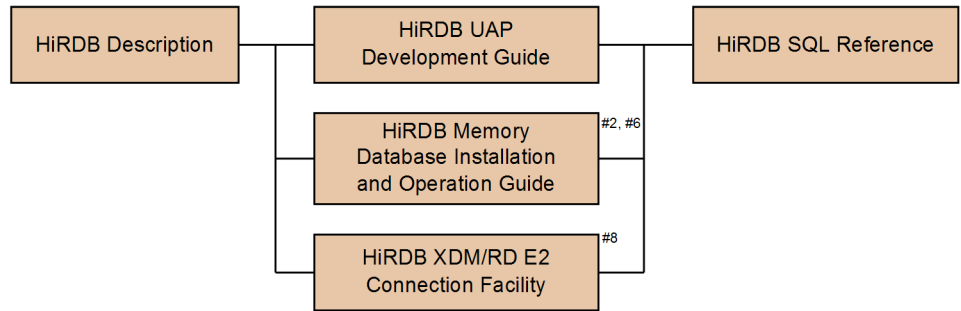 HiRDB Description
HiRDB UAP
Development Guide
HiRDB SQL Reference
HiRDB Memory
Database Installation
and Operation Guide
#2, #6
HiRDB XDM/RD E2
Connection Facility
#8